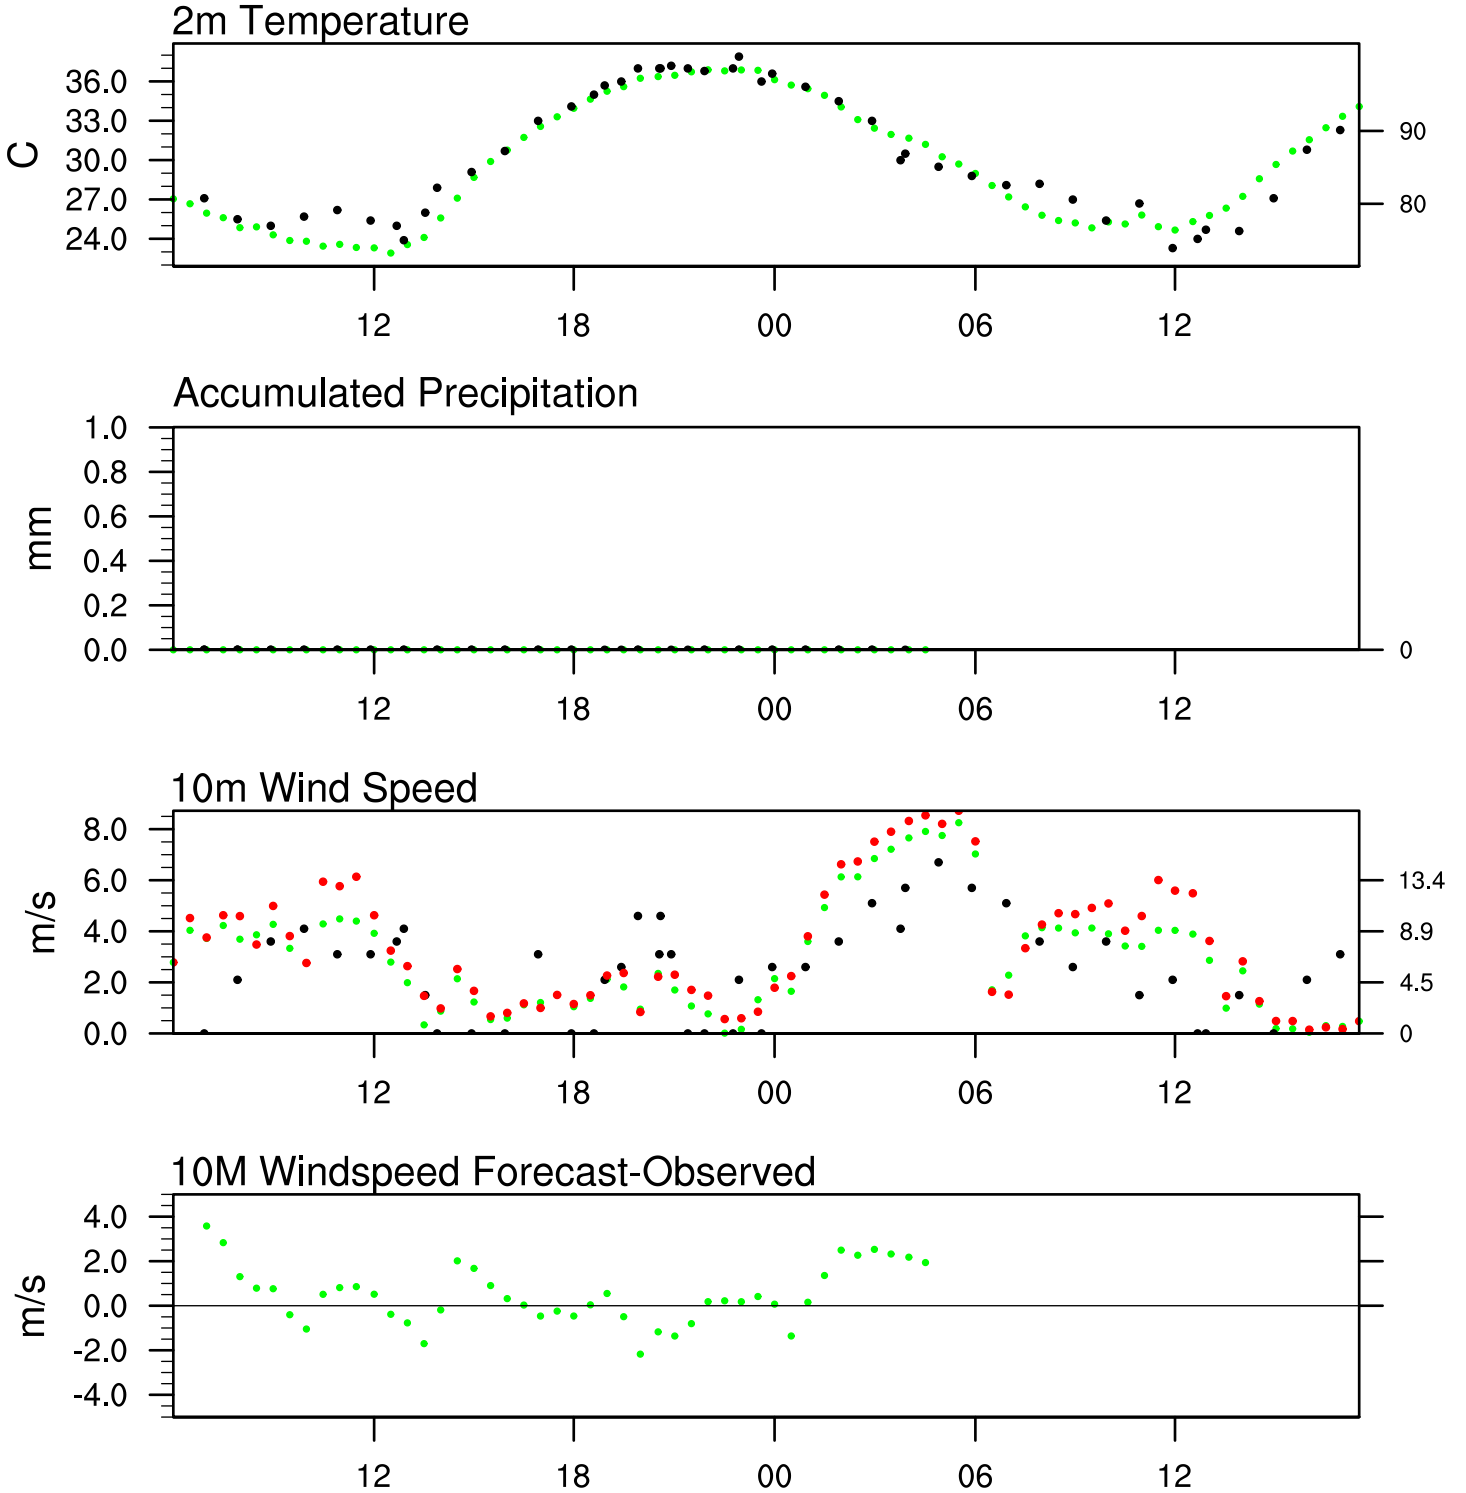 2m Temperature
36.0
33.0
30.0
27.0
24.0
C
90
80
12 18 00 06 12
Accumulated Precipitation
1.0
0.8
0.6
0.4
0.2
0.0
mm
0
12 18 00 06 12
10m Wind Speed
8.0
6.0
4.0
2.0
0.0
m/s
13.4
8.9
4.5
0
12 18 00 06 12
10M Windspeed Forecast-Observed
4.0
2.0
0.0
-2.0
-4.0
m/s
12 18 00 06 12